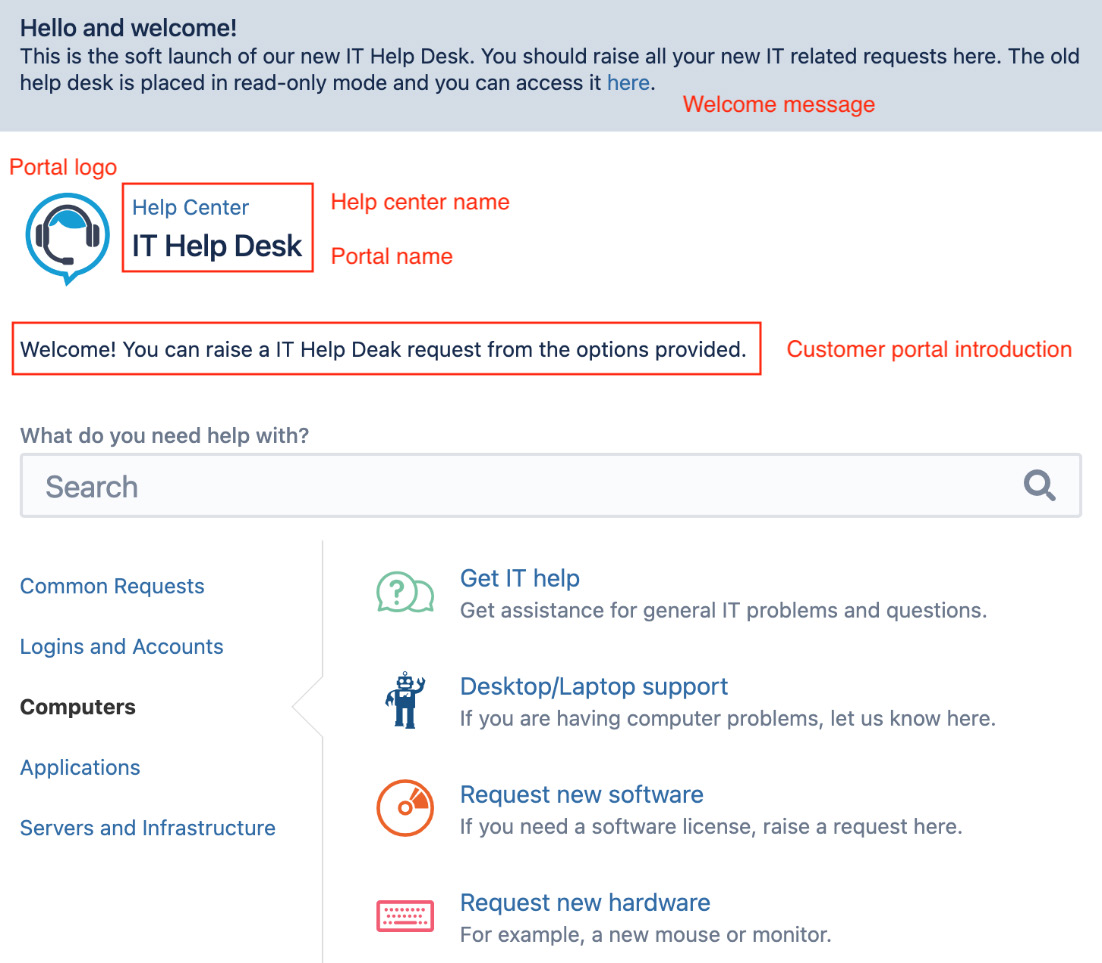 Hello and welcome!
This is the soft launch of our new IT Help Desk. You should raise all your new IT related requests here. The old
help desk is placed in read-only mode and you can access it here.
Welcome message
Portal logo
Help Center
Help center name
IT Help Desk
Portal name
Welcome! You can raise a IT Help Deak request from the options provided.
Customer portal introduction
What do you need help with?
Search
Common Requests
Logins and Accounts
Computers
Applications
Servers and Infrastructure
Get IT help
Get assistance for general IT problems and questions.
Desktop/Laptop support
If you are having computer problems, let us know here.
Request new software
If you need a software license, raise a request here.
Request new hardware
For example, a new mouse or monitor.